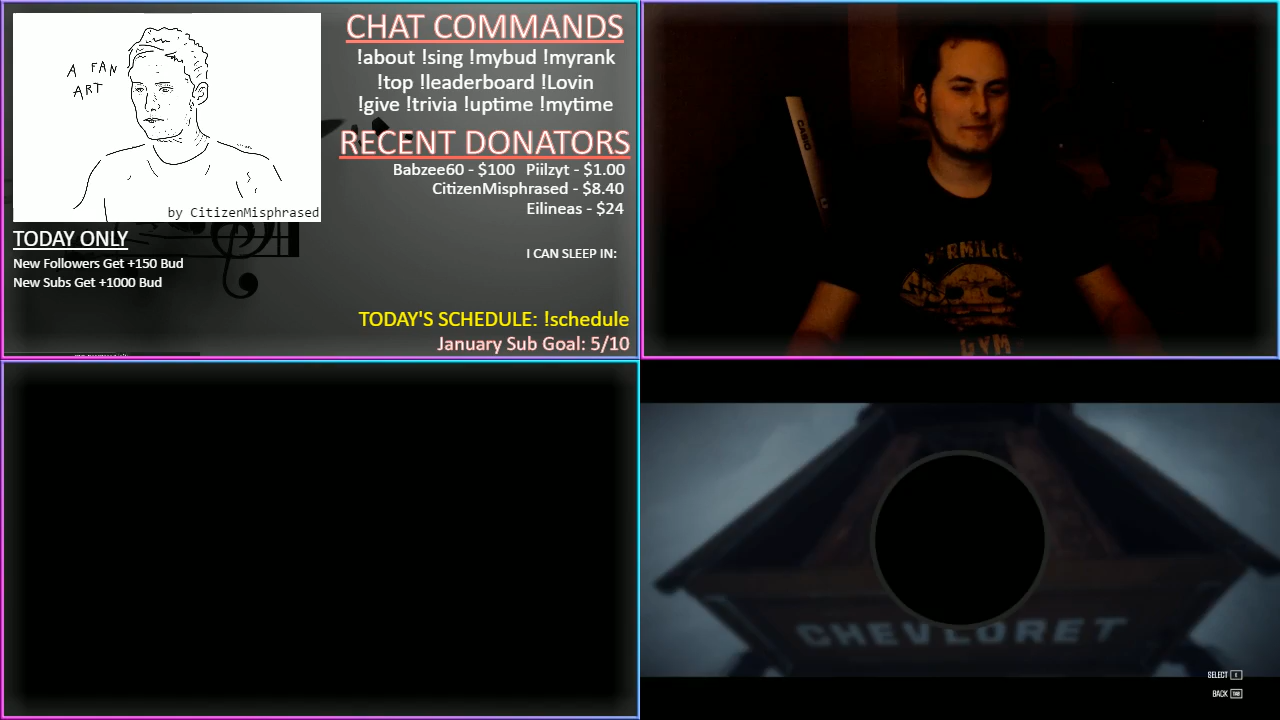 A FAN
ART
by CitizenMisphrased
TODAY ONLY
New Followers Get +150 Bud
New Subs Get +1000 Bud
CHAT COMMANDS
!about !sing !mybud !myrank
!top !leaderboard !Lovin
!give !trivia !uptime !mytime
RECENT DONATORS
Babzee60 - $100 Piilzyt - $1.00
CitizenMisphrased - $8.40
Eilineas - $24
I CAN SLEEP IN:
TODAY'S SCHEDULE: !schedule
January Sub Goal: 5/10
CASIO
GYM
CHEVLORET
SELECT
BACK TAB